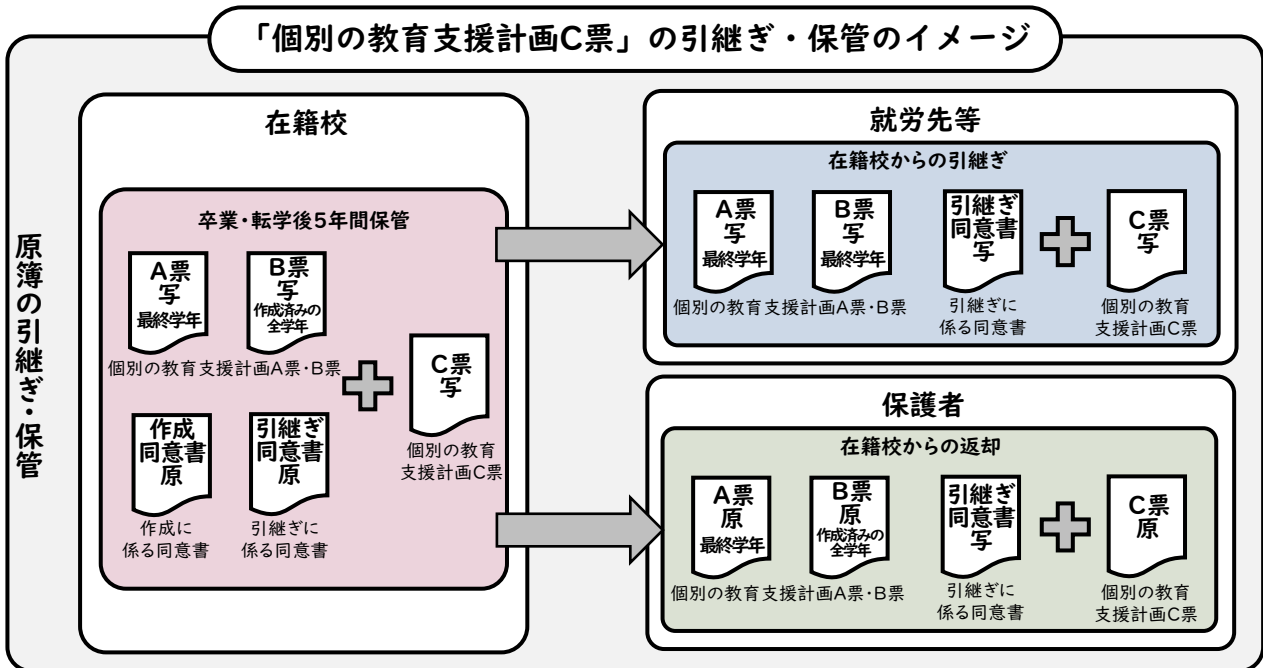 「個別の教育支援計画C票」の引継ぎ・保管のイメージ
原簿の引継ぎ・保管
在籍校
卒業・転学後5年間保管
A票
写
最終学年
B票
写
作成済みの
全学年
個別の教育支援計画A票・B票
作成
同意書
原
作成に
係る同意書
引継ぎ
同意書
原
引継ぎに
係る同意書
C票
写
個別の教育
支援計画C票
就労先等
在籍校からの引継ぎ
A票
写
最終学年
B票
写
最終学年
個別の教育支援計画A票・B票
引継ぎ
同意書
写
引継ぎに
係る同意書
C票
写
個別の教育
支援計画C票
保護者
在籍校からの返却
A票
原
最終学年
B票
原
作成済みの
全学年
個別の教育支援計画A票・B票
引継ぎ
同意書
写
引継ぎに
係る同意書
C票
原
個別の教育
支援計画C票